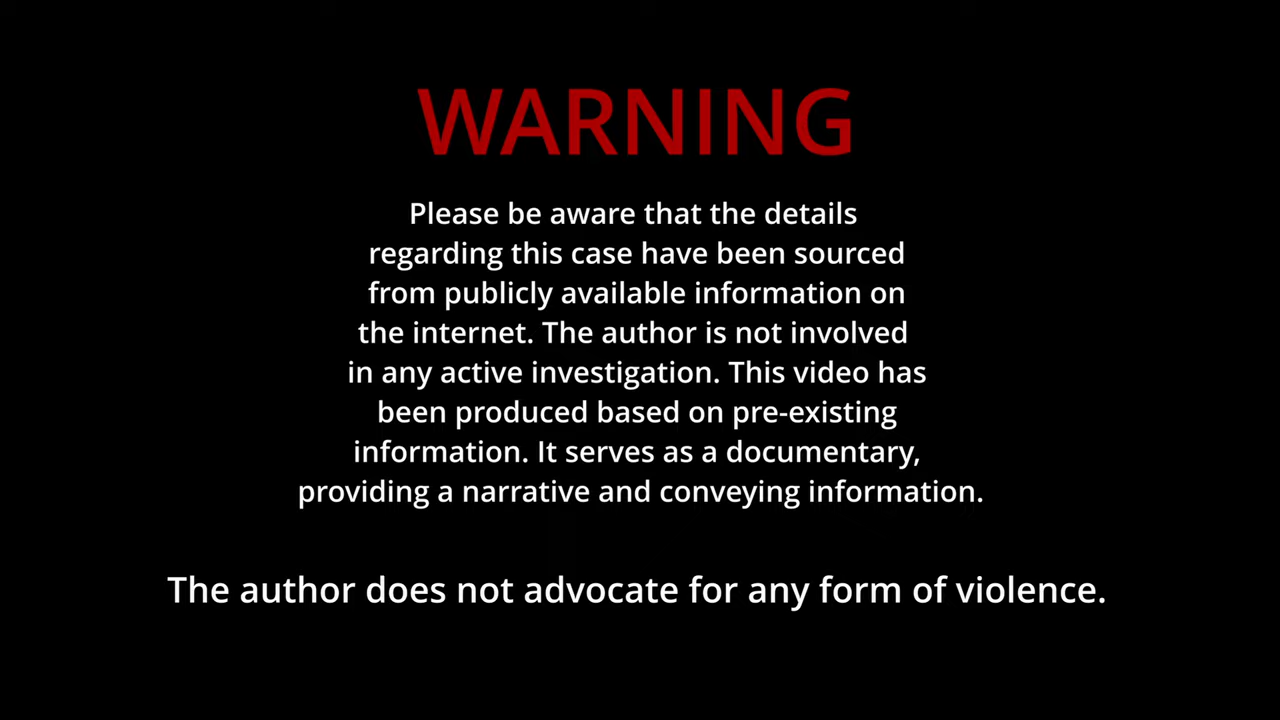 WARNING
Please be aware that the details
regarding this case have been sourced
from publicly available information on
the internet. The author is not involved
in any active investigation. This video has
been produced based on pre-existing
information. It serves as a documentary,
providing a narrative and conveying information.
The author does not advocate for any form of violence.